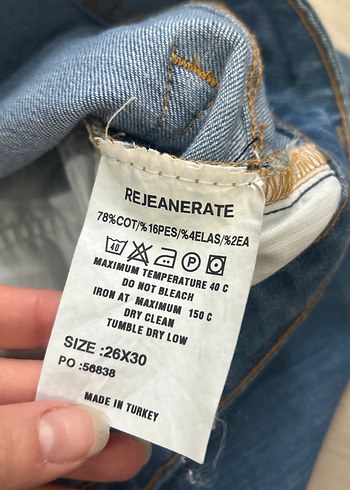 REJEANERATE
78%COT/%16PES/%4ELAS/%2EA
40 P
MAXIMUM TEMPERATURE 40 C
DO NOT BLEACH
IRON AT MAXIMUM 150 C
DRY CLEAN
TUMBLE DRY LOW
SIZE :26X30
PO :56838
MADE IN TURKEY